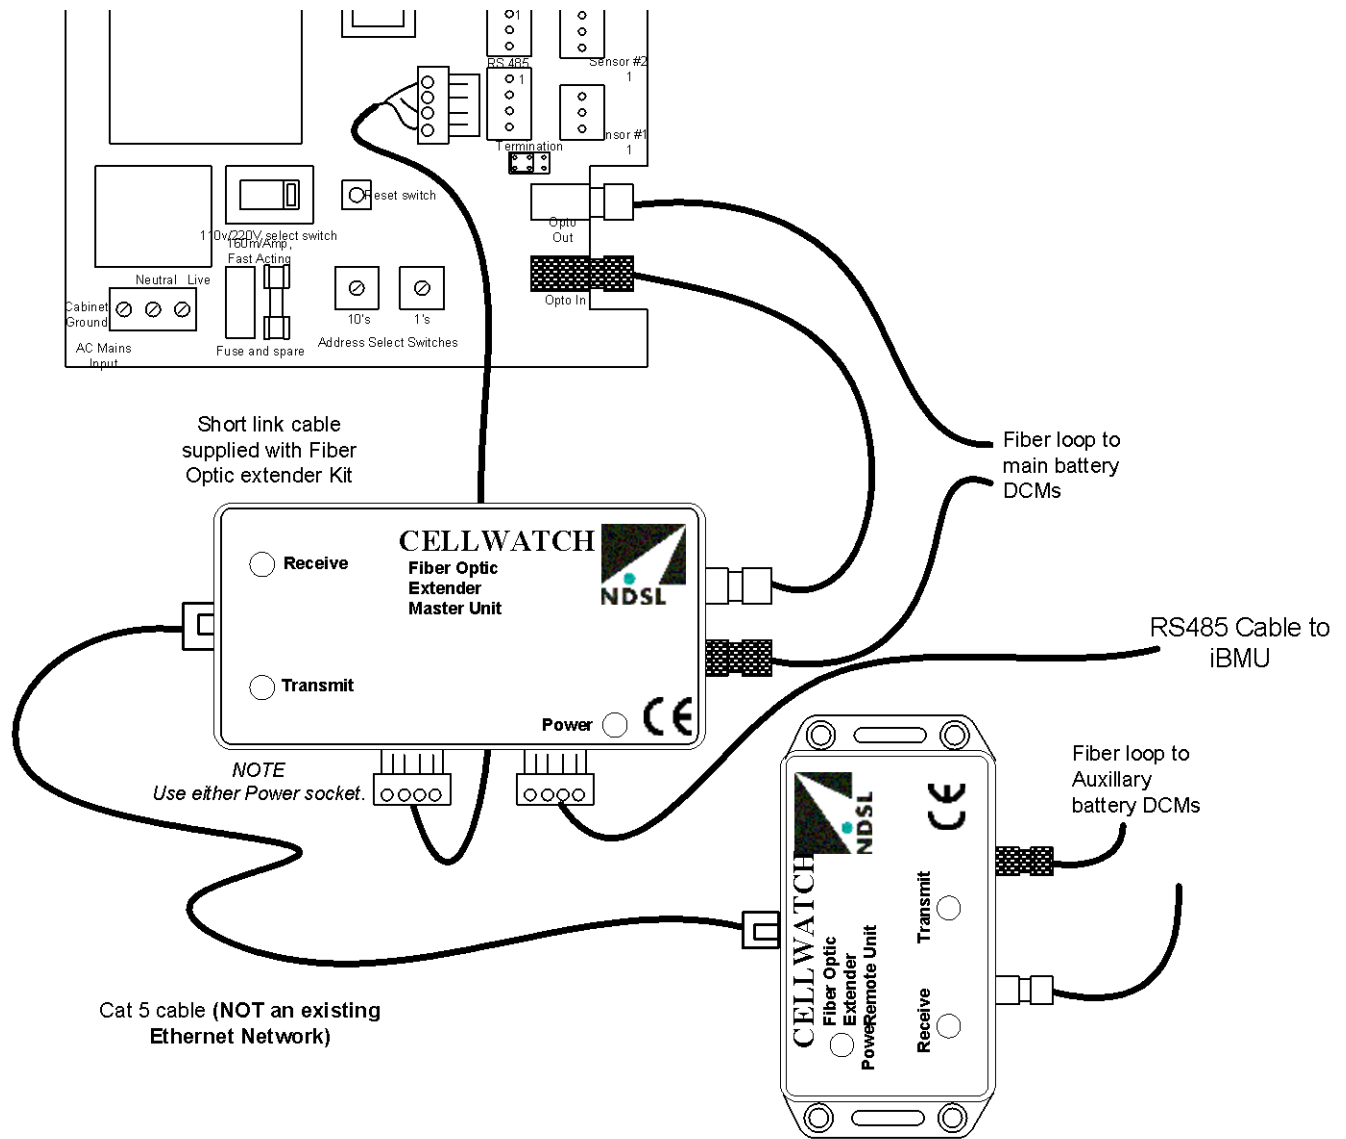 1
RS 485
Sensor #2
1
1
nsor #1
1
Termination
Reset switch
Opto
Out
110v/220V select switch
160m/Amp,
Fast Acting
Neutral Live
Cabinet
Ground
10's
1's
Opto In
Address Select Switches
AC Mains
Input
Fuse and spare
Short link cable
supplied with Fiber
Optic extender Kit
Fiber loop to
main battery
DCMs
CELLWATCH
Fiber Optic
Extender
Master Unit
NDSL
Receive
Transmit
Power
CE
RS485 Cable to
iBMU
NOTE
Use either Power socket.
Fiber loop to
Auxillary
battery DCMs
NDSL
CE
CELLWATCH
Fiber Optic
Extender
Remote Unit
Power
Transmit
Receive
Cat 5 cable (NOT an existing
Ethernet Network)